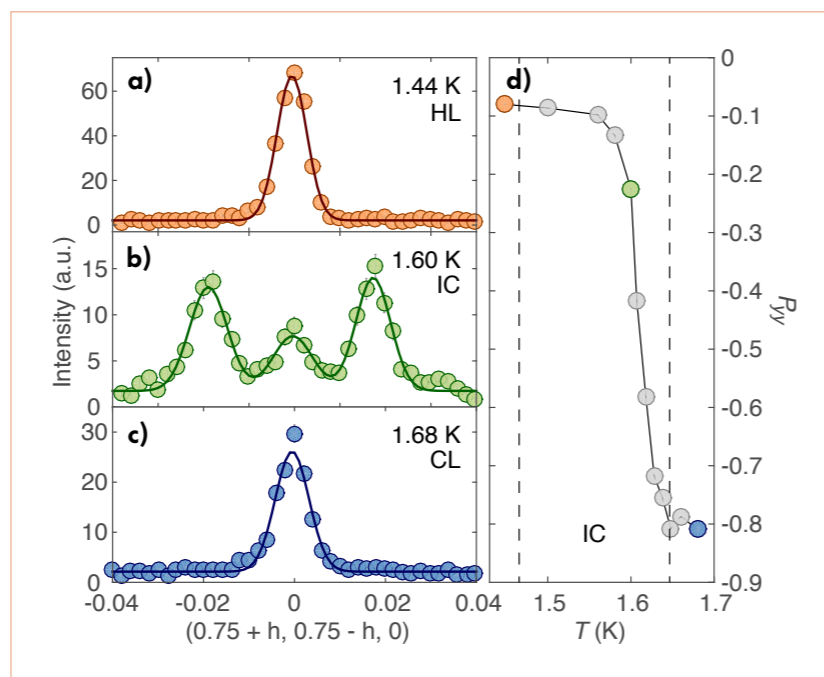 a)
1.44 K
HL
60
40
20
0
b)
1.60 K
IC
15
10
5
0
c)
1.68 K
CL
30
20
10
0
Intensity (a.u.)
-0.04 -0.02 0 0.02 0.04
(0.75 + h, 0.75 - h, 0)
d)
IC
0
-0.1
-0.2
-0.3
-0.4
-0.5
-0.6
-0.7
-0.8
-0.9
Pyy
1.5 1.6 1.7
T (K)